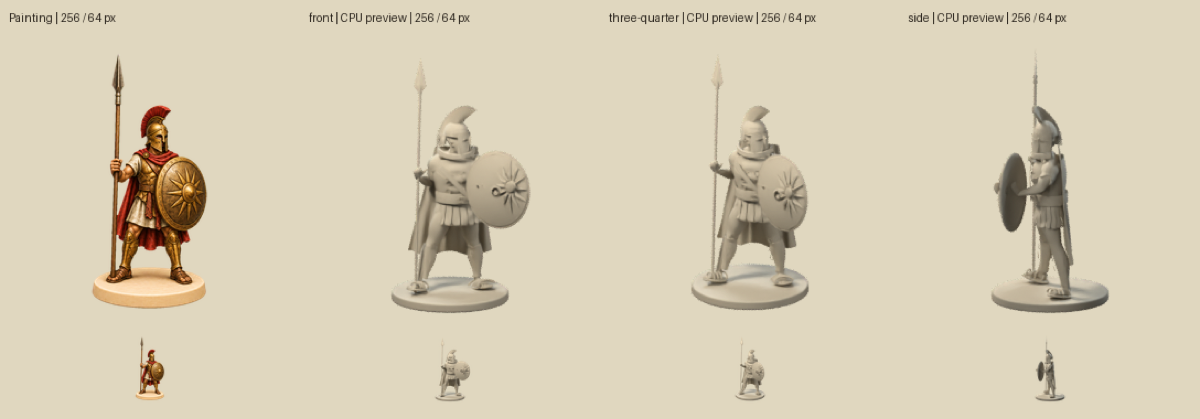 Painting | 256 / 64 px
front | CPU preview | 256 / 64 px
three-quarter | CPU preview | 256 / 64 px
side | CPU preview | 256 / 64 px